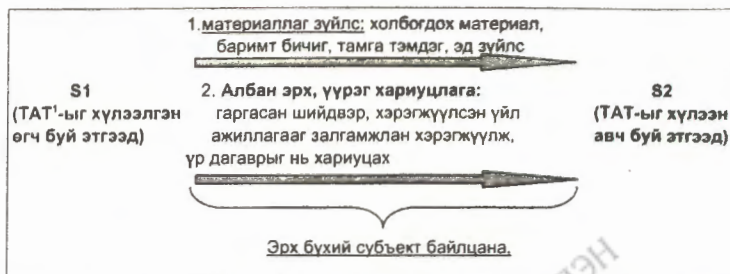 1.материаллаг зүйлс: холбогдох материал,
баримт бичиг, тамга тэмдэг, эд зүйлс
S1
(ТАТ¹-ыг хүлээлгэн
өгч буй этгээд)
2. Албан эрх, үүрэг хариуцлага:
гаргасан шийдвэр, хэрэгжүүлсэн үйл
ажиллагааг залгамжлан хэрэгжүүлж,
үр дагаврыг нь хариуцах
S2
(ТАТ-ыг хүлээн
авч буй этгээд)
Эрх бүхий субъект байлцана.